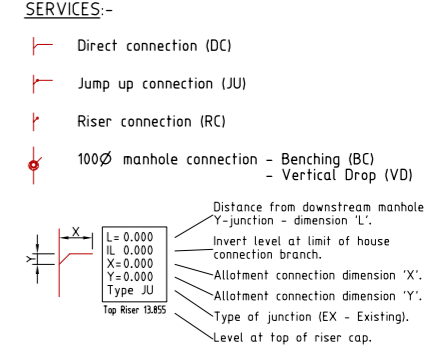 SERVICES:-
Direct connection (DC)
Jump up connection (JU)
Riser connection (RC)
100Ø manhole connection - Benching (BC)
- Vertical Drop (VD)
X
Y
L= 0.000
IL 0.000
X=0.000
Y=0.000
Type JU
Top Riser 13.855
Distance from downstream manhole
Y-junction - dimension 'L'.
Invert level at limit of house
connection branch.
Allotment connection dimension 'X'.
Allotment connection dimension 'Y'.
Type of junction (EX - Existing).
Level at top of riser cap.